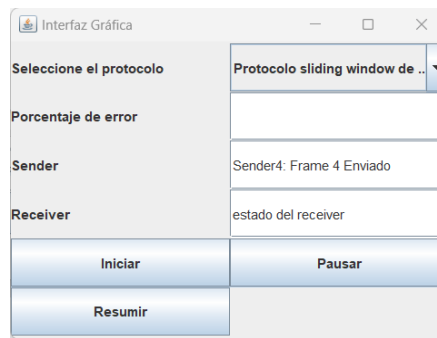 Interfaz Gráfica
Seleccione el protocolo Protocolo sliding window de ..
Porcentaje de error
Sender Sender4: Frame 4 Enviado
Receiver estado del receiver
Iniciar Pausar
Resumir